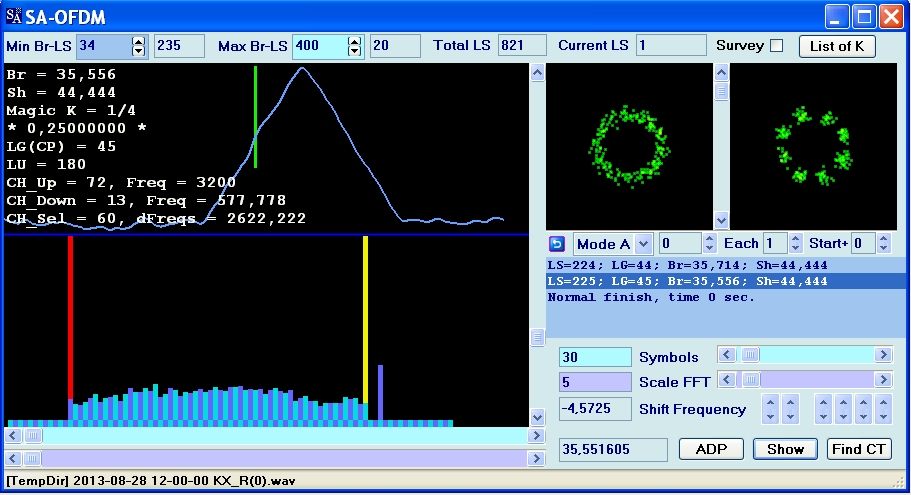 SA SA-OFDM
Min Br-LS 34 235 Max Br-LS 400 20 Total LS 821 Current LS 1 Survey List of K
Br = 35,556
Sh = 44,444
Magic K = 1/4
* 0,25000000 *
LG(CP) = 45
LU = 180
CH_Up = 72, Freq = 3200
CH_Down = 13, Freq = 577,778
CH_Sel = 60, dFreqs = 2622,222
Mode A 0 Each 1 Start+ 0
LS=224; LG=44; Br=35,714; Sh=44,444
LS=225; LG=45; Br=35,556; Sh=44,444
Normal finish, time 0 sec.
30 Symbols
5 Scale FFT
-4,5725 Shift Frequency
35,551605 ADP Show Find CT
[TempDir] 2013-08-28 12-00-00 KX_R(0).wav